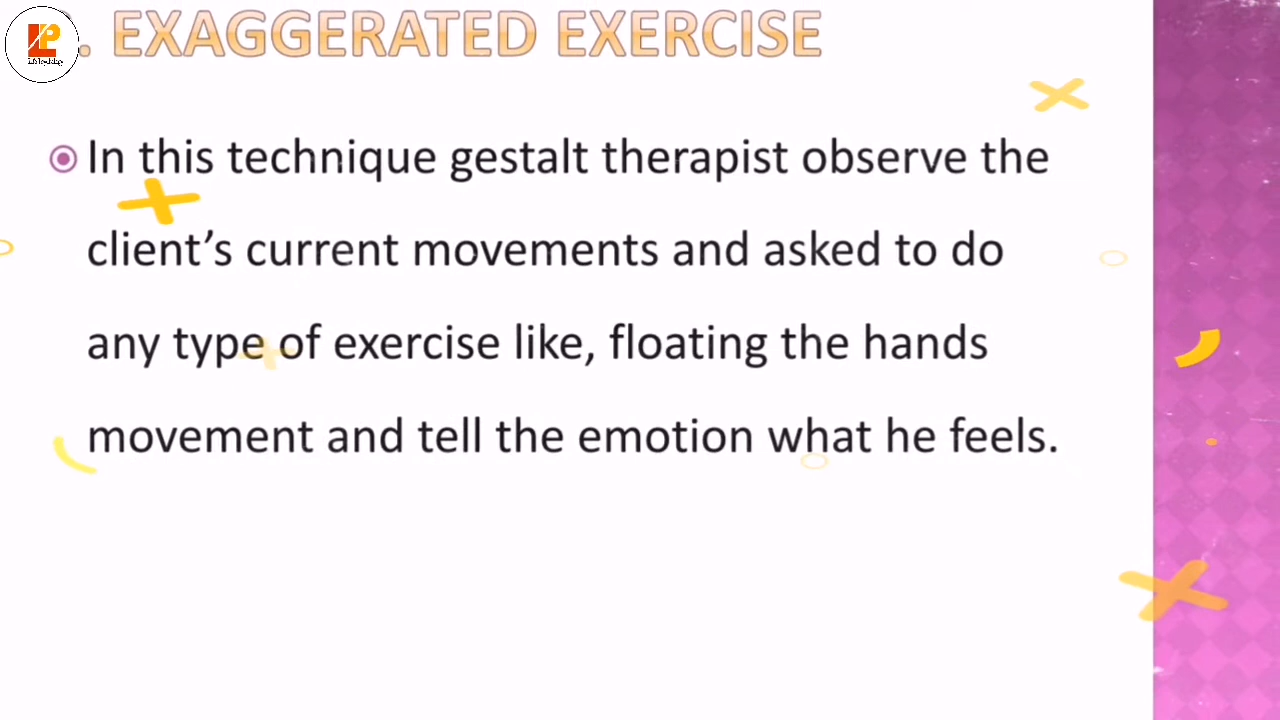 . EXAGGERATED EXERCISE
LP
In this technique gestalt therapist observe the
client’s current movements and asked to do
any type of exercise like, floating the hands
movement and tell the emotion what he feels.